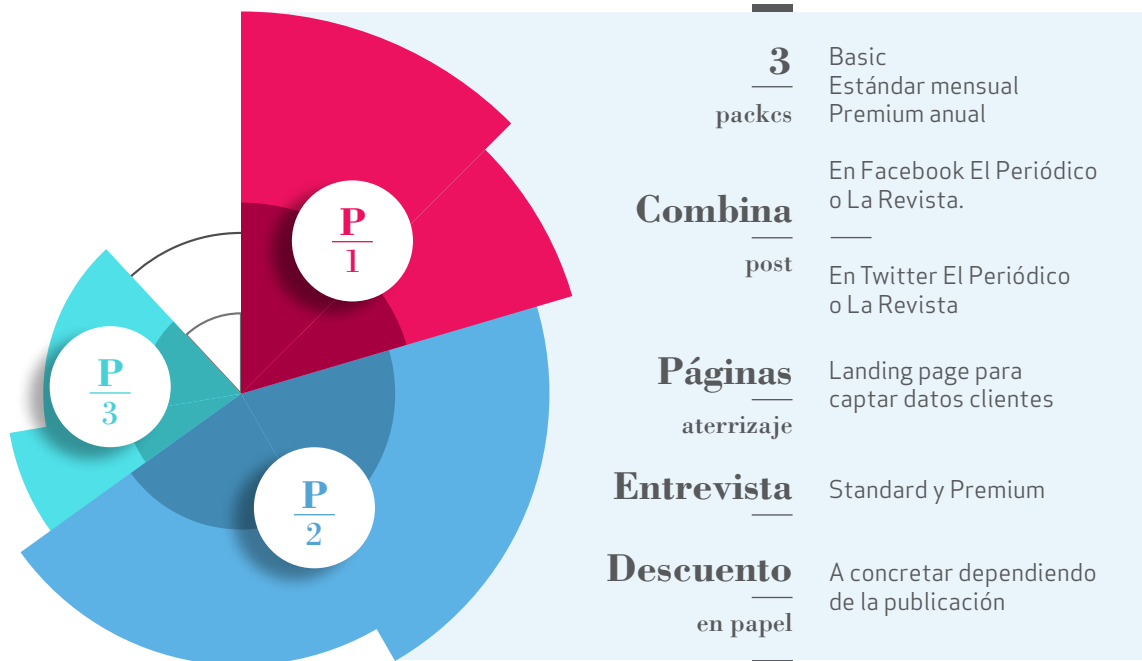 P
1
P
3
P
2
3
packcs
Basic
Estándar mensual
Premium anual
Combina
post
En Facebook El Periódico
o La Revista.
En Twitter El Periódico
o La Revista
Páginas
aterrizaje
Landing page para
captar datos clientes
Entrevista
Standard y Premium
Descuento
en papel
A concretar dependiendo
de la publicación